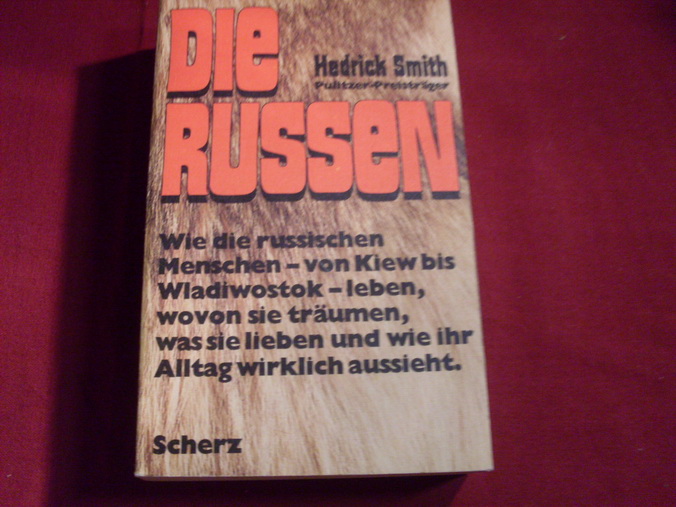 DIE
Hedrick Smith
Pulitzer-Preisträger
RUSSEN
Wie die russischen
Menschen – von Kiew bis
Wladiwostok – leben,
wovon sie träumen,
was sie lieben und wie ihr
Alltag wirklich aussieht.
Scherz